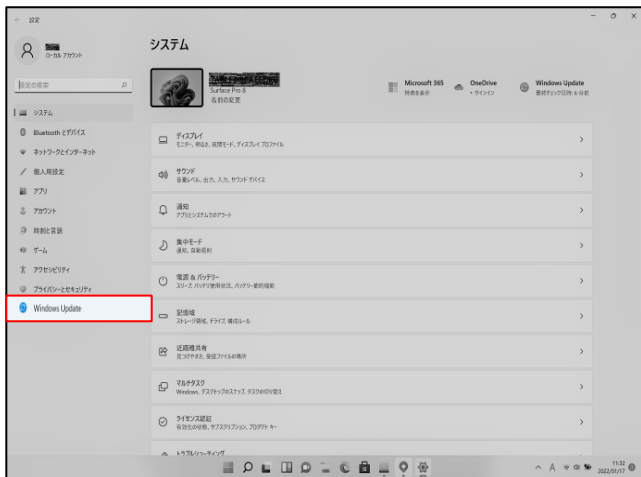 ← 設定
ローカル アカウント
設定の検索
システム
Bluetooth とデバイス
ネットワークとインターネット
個人用設定
アプリ
アカウント
時刻と言語
ゲーム
アクセシビリティ
プライバシーとセキュリティ
Windows Update
システム
Surface Pro 8
名前の変更
Microsoft 365
特典を表示
OneDrive
• サインイン
Windows Update
最終チェック日時: 6 分前
ディスプレイ
モニター、明るさ、夜間モード、ディスプレイ プロファイル
サウンド
音量レベル、出力、入力、サウンド デバイス
通知
アプリとシステムでのアラート
集中モード
通知、自動規則
電源 & バッテリー
スリープ、バッテリ使用状況、バッテリー節約機能
記憶域
ストレージ領域、ドライブ、構成ルール
近距離共有
見つけやすさ、受信ファイルの場所
マルチタスク
Windows、デスクトップのスナップ、タスクの切り替え
ライセンス認証
有効化の状態、サブスクリプション、プロダクト キー
トラブルシューティング
A
11:32
2022/01/17